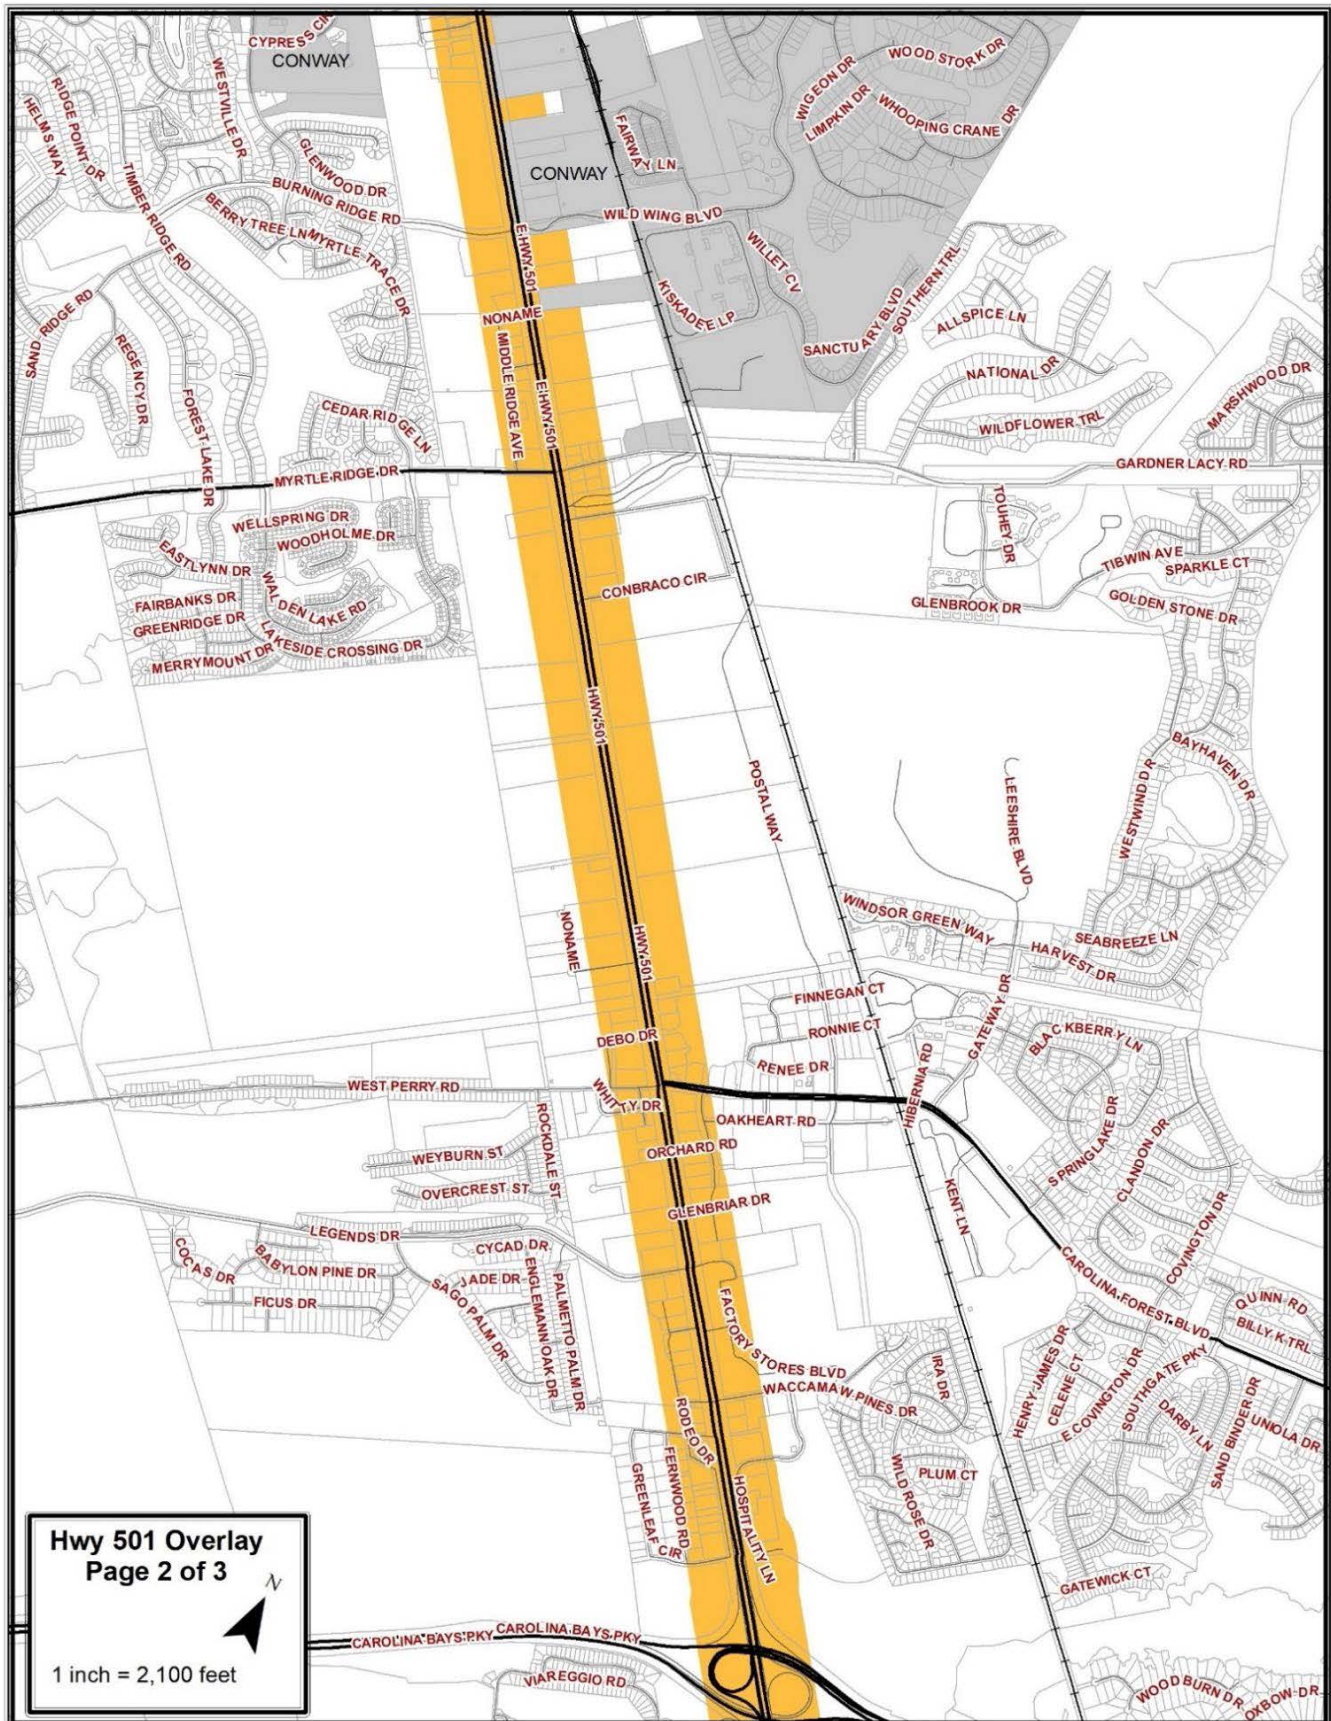 CYPRESS CIR
CONWAY
WOOD STORK DR
WIGEON DR
LIMPKIN DR
WHOOPING CRANE DR
WESTVILLE DR
RIDGE POINT DR
HELMS WAY
FAIRWAY LN
GLENWOOD DR
CONWAY
TIMBER RIDGE RD
BURNING RIDGE RD
BERRY TREE LN
MYRTLE TRACE DR
WILD WING BLVD
WILLET CV
E HWY 501
KISKADEE LP
SANCTUARY BLVD
SOUTHERN TRL
ALLSPICE LN
SAND RIDGE RD
NONAME
MIDDLE RIDGE AVE
REGENCY DR
NATIONAL DR
MARSHWOOD DR
E HWY 501
FOREST LAKE DR
CEDAR RIDGE LN
WILDFLOWER TRL
GARDNER LACY RD
MYRTLE RIDGE DR
TOUHEY DR
WELLSPRING DR
WOODHOLME DR
EASTLYNN DR
TIBWIN AVE
SPARKLE CT
CONBRACO CIR
WALDEN LAKE RD
FAIRBANKS DR
GREENRIDGE DR
GLENBROOK DR
GOLDEN STONE DR
LAKESIDE CROSSING DR
MERRYMOUNT DR
HWY 501
BAYHAVEN DR
POSTAL WAY
LEESHIRE BLVD
WESTWIND DR
WINDSOR GREEN WAY
NONAME
HWY 501
SEABREEZE LN
HARVEST DR
FINNEGAN CT
GATEWAY DR
RONNIE CT
DEBO DR
BLACKBERRY LN
RENEE DR
HIBERNIA RD
WEST PERRY RD
WHITTY DR
OAKHEART RD
ROCKDALE ST
ORCHARD RD
SPRING LAKE DR
CLANDON DR
WEYBURN ST
OVERCREST ST
KENT LN
GLENBRIAR DR
COVINGTON DR
LEGENDS DR
CYCAD DR
COCAS DR
BABYLON PINE DR
JADE DR
SAGO PALM DR
ENGLEMANN OAK DR
PALMETTO PALM DR
FICUS DR
CAROLINA FOREST BLVD
QUINN RD
BILLY K TRL
FACTORY STORES BLVD
WACCAMAW PINES DR
IRA DR
HENRY JAMES DR
CELENE CT
E COVINGTON DR
SOUTHGATE PKY
DARBY LN
SAND BINDER DR
UNIOLA DR
RODEO DR
FERNWOOD RD
GREENLEAF CIR
WILD ROSE DR
PLUM CT
HOSPITALITY LN
GATEWICK CT
Hwy 501 Overlay
Page 2 of 3
N
1 inch = 2,100 feet
CAROLINA BAYS PKY
CAROLINA BAYS PKY
VIAREGGIO RD
WOODBURN DR
OXBOW DR